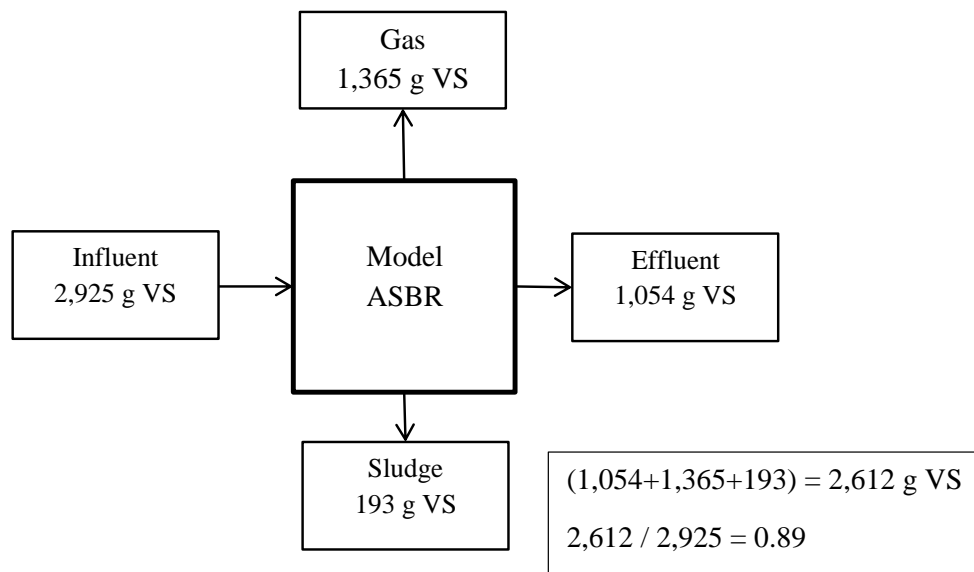 Gas
1,365 g VS
Influent
2,925 g VS
Model
ASBR
Effluent
1,054 g VS
Sludge
193 g VS
(1,054+1,365+193) = 2,612 g VS
2,612 / 2,925 = 0.89